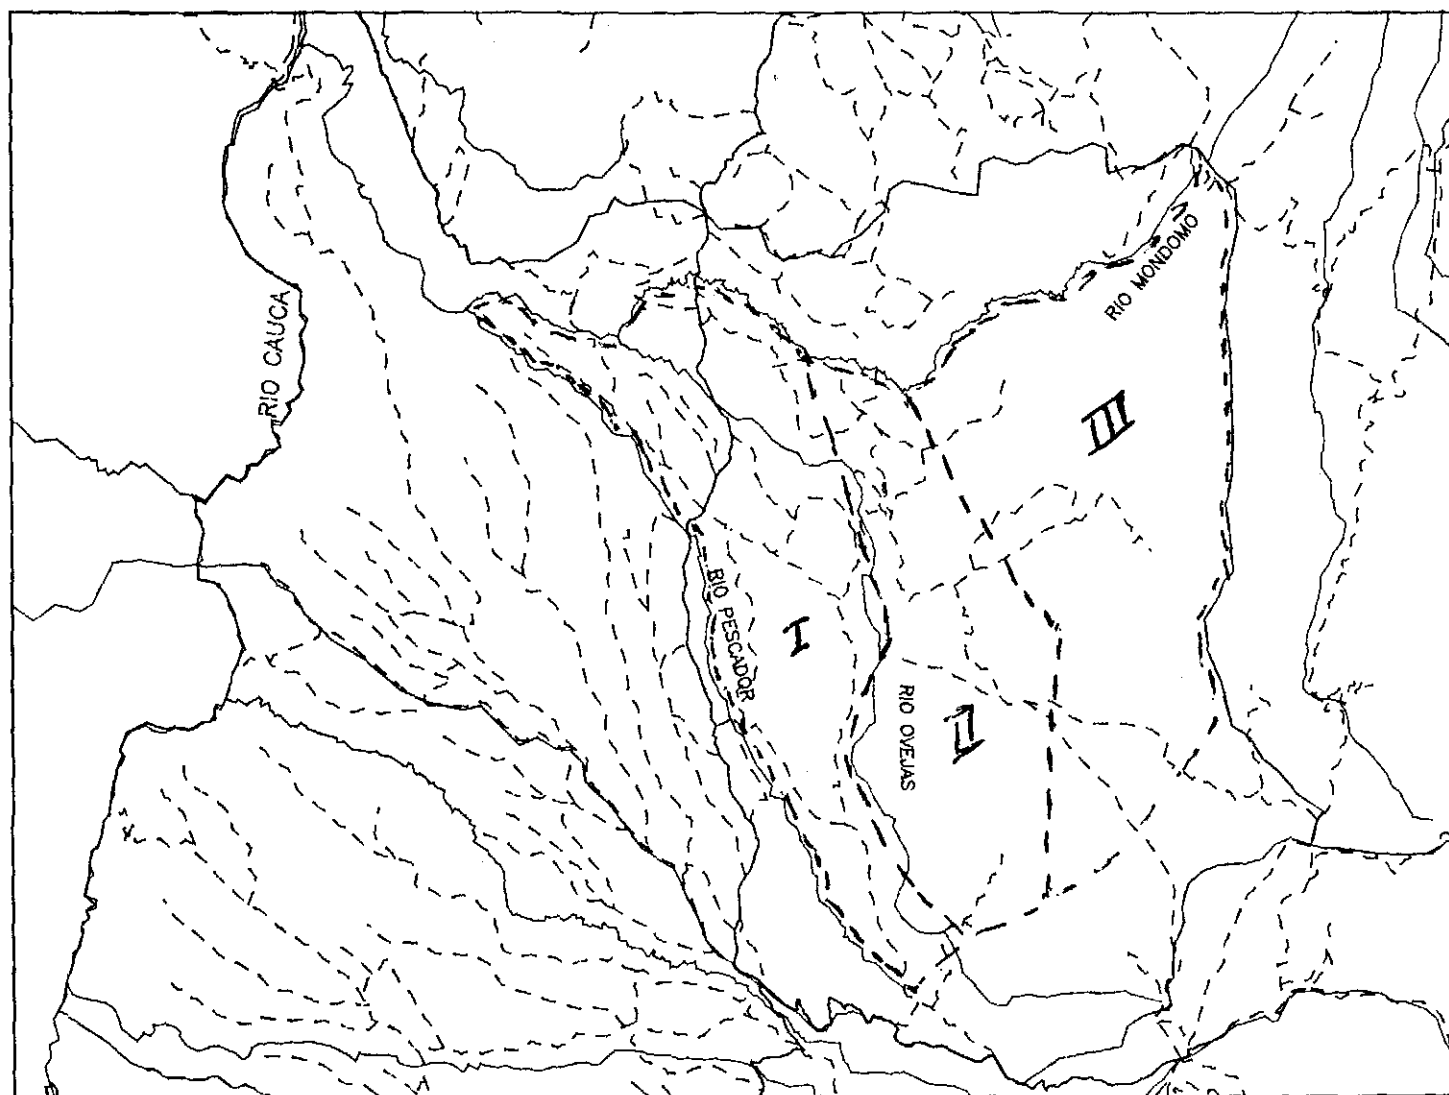 RIO MONDOMO
RIO CAUCA
III
RIO PESCADOR
I
RIO OVEJAS
II